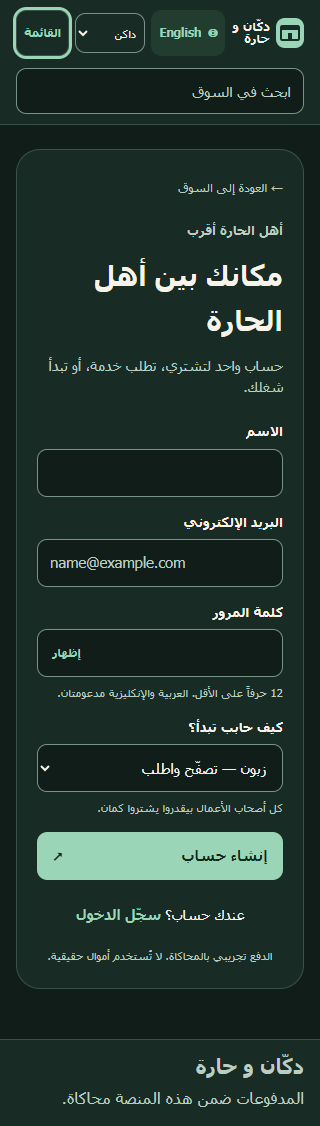 دكّان و
حارة
English
داكن
القائمة
ابحث في السوق
← العودة إلى السوق
أهل الحارة أقرب
مكانك بين أهل
الحارة
حساب واحد لتشتري، تطلب خدمة، أو تبدأ
شغلك.
الاسم
البريد الإلكتروني
name@example.com
كلمة المرور
إظهار
12 حرفاً على الأقل. العربية والإنكليزية مدعومتان.
كيف حابب تبدأ؟
زبون — تصفّح واطلب
كل أصحاب الأعمال بيقدروا يشتروا كمان.
إنشاء حساب ↗
عندك حساب؟ سجّل الدخول
الدفع تجريبي بالمحاكاة. لا تُستخدم أموال حقيقية.
دكّان و حارة
المدفوعات ضمن هذه المنصة محاكاة.